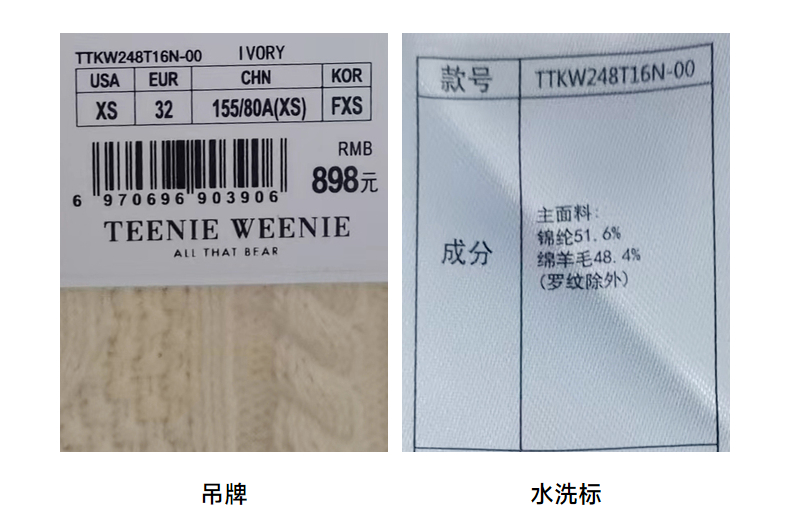 TTKW248T16N-00 IVORY
USA EUR CHN KOR
XS 32 155/80A(XS) FXS
RMB
898元
6 970696 903906
TEENIE WEENIE
ALL THAT BEAR
款号 TTKW248T16N-00
成分
主面料:
锦纶51.6%
绵羊毛48.4%
(罗纹除外)
吊牌
水洗标